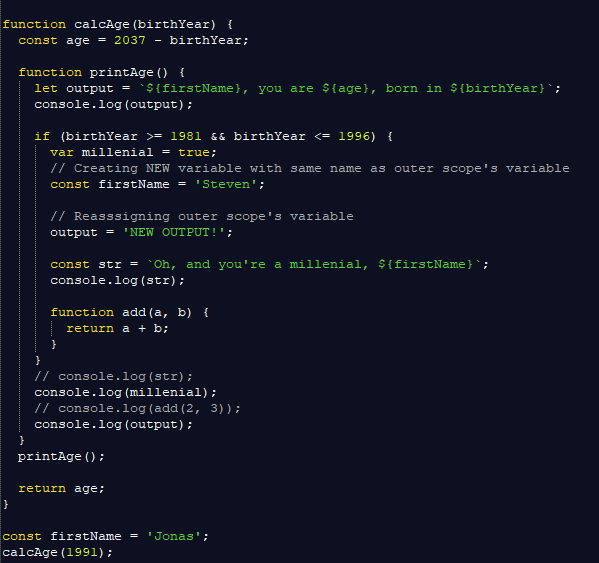 function calcAge(birthYear) {
  const age = 2037 - birthYear;

  function printAge() {
    let output = `${firstName}, you are ${age}, born in ${birthYear}`;
    console.log(output);

    if (birthYear >= 1981 && birthYear <= 1996) {
      var millenial = true;
      // Creating NEW variable with same name as outer scope's variable
      const firstName = 'Steven';

      // Reasssigning outer scope's variable
      output = 'NEW OUTPUT!';

      const str = `Oh, and you're a millenial, ${firstName}`;
      console.log(str);

      function add(a, b) {
        return a + b;
      }
    }
    // console.log(str);
    console.log(millenial);
    // console.log(add(2, 3));
    console.log(output);
  }
  printAge();

  return age;
}

const firstName = 'Jonas';
calcAge(1991);